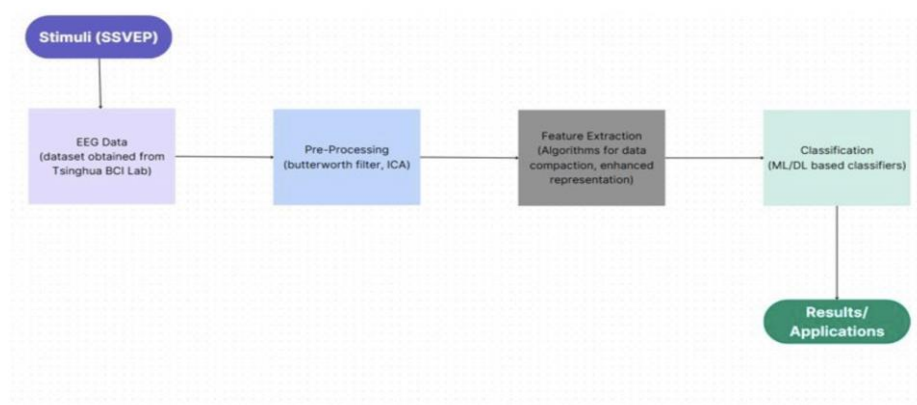 Stimuli (SSVEP)
EEG Data
(dataset obtained from
Tsinghua BCI Lab)
Pre-Processing
(butterworth filter, ICA)
Feature Extraction
(Algorithms for data
compaction, enhanced
representation)
Classification
(ML/DL based classifiers)
Results/
Applications